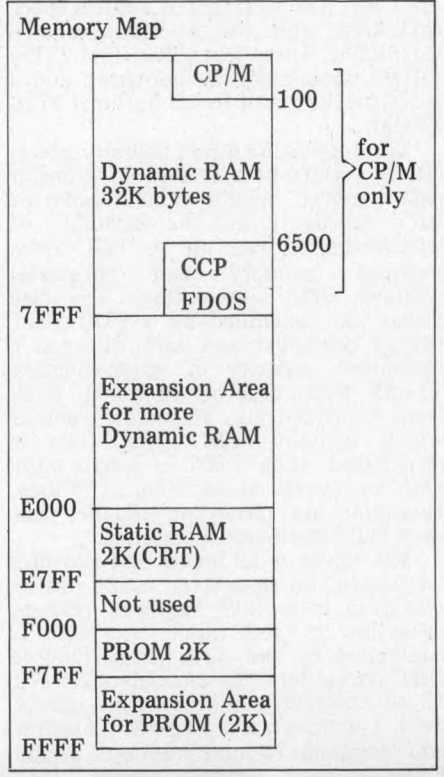 Memory Map
CP/M
100
Dynamic RAM
32K bytes
for
CP/M
only
6500
CCP
FDOS
7FFF
Expansion Area
for more
Dynamic RAM
E000
Static RAM
2K(CRT)
E7FF
Not used
F000
PROM 2K
F7FF
Expansion Area
for PROM (2K)
FFFF